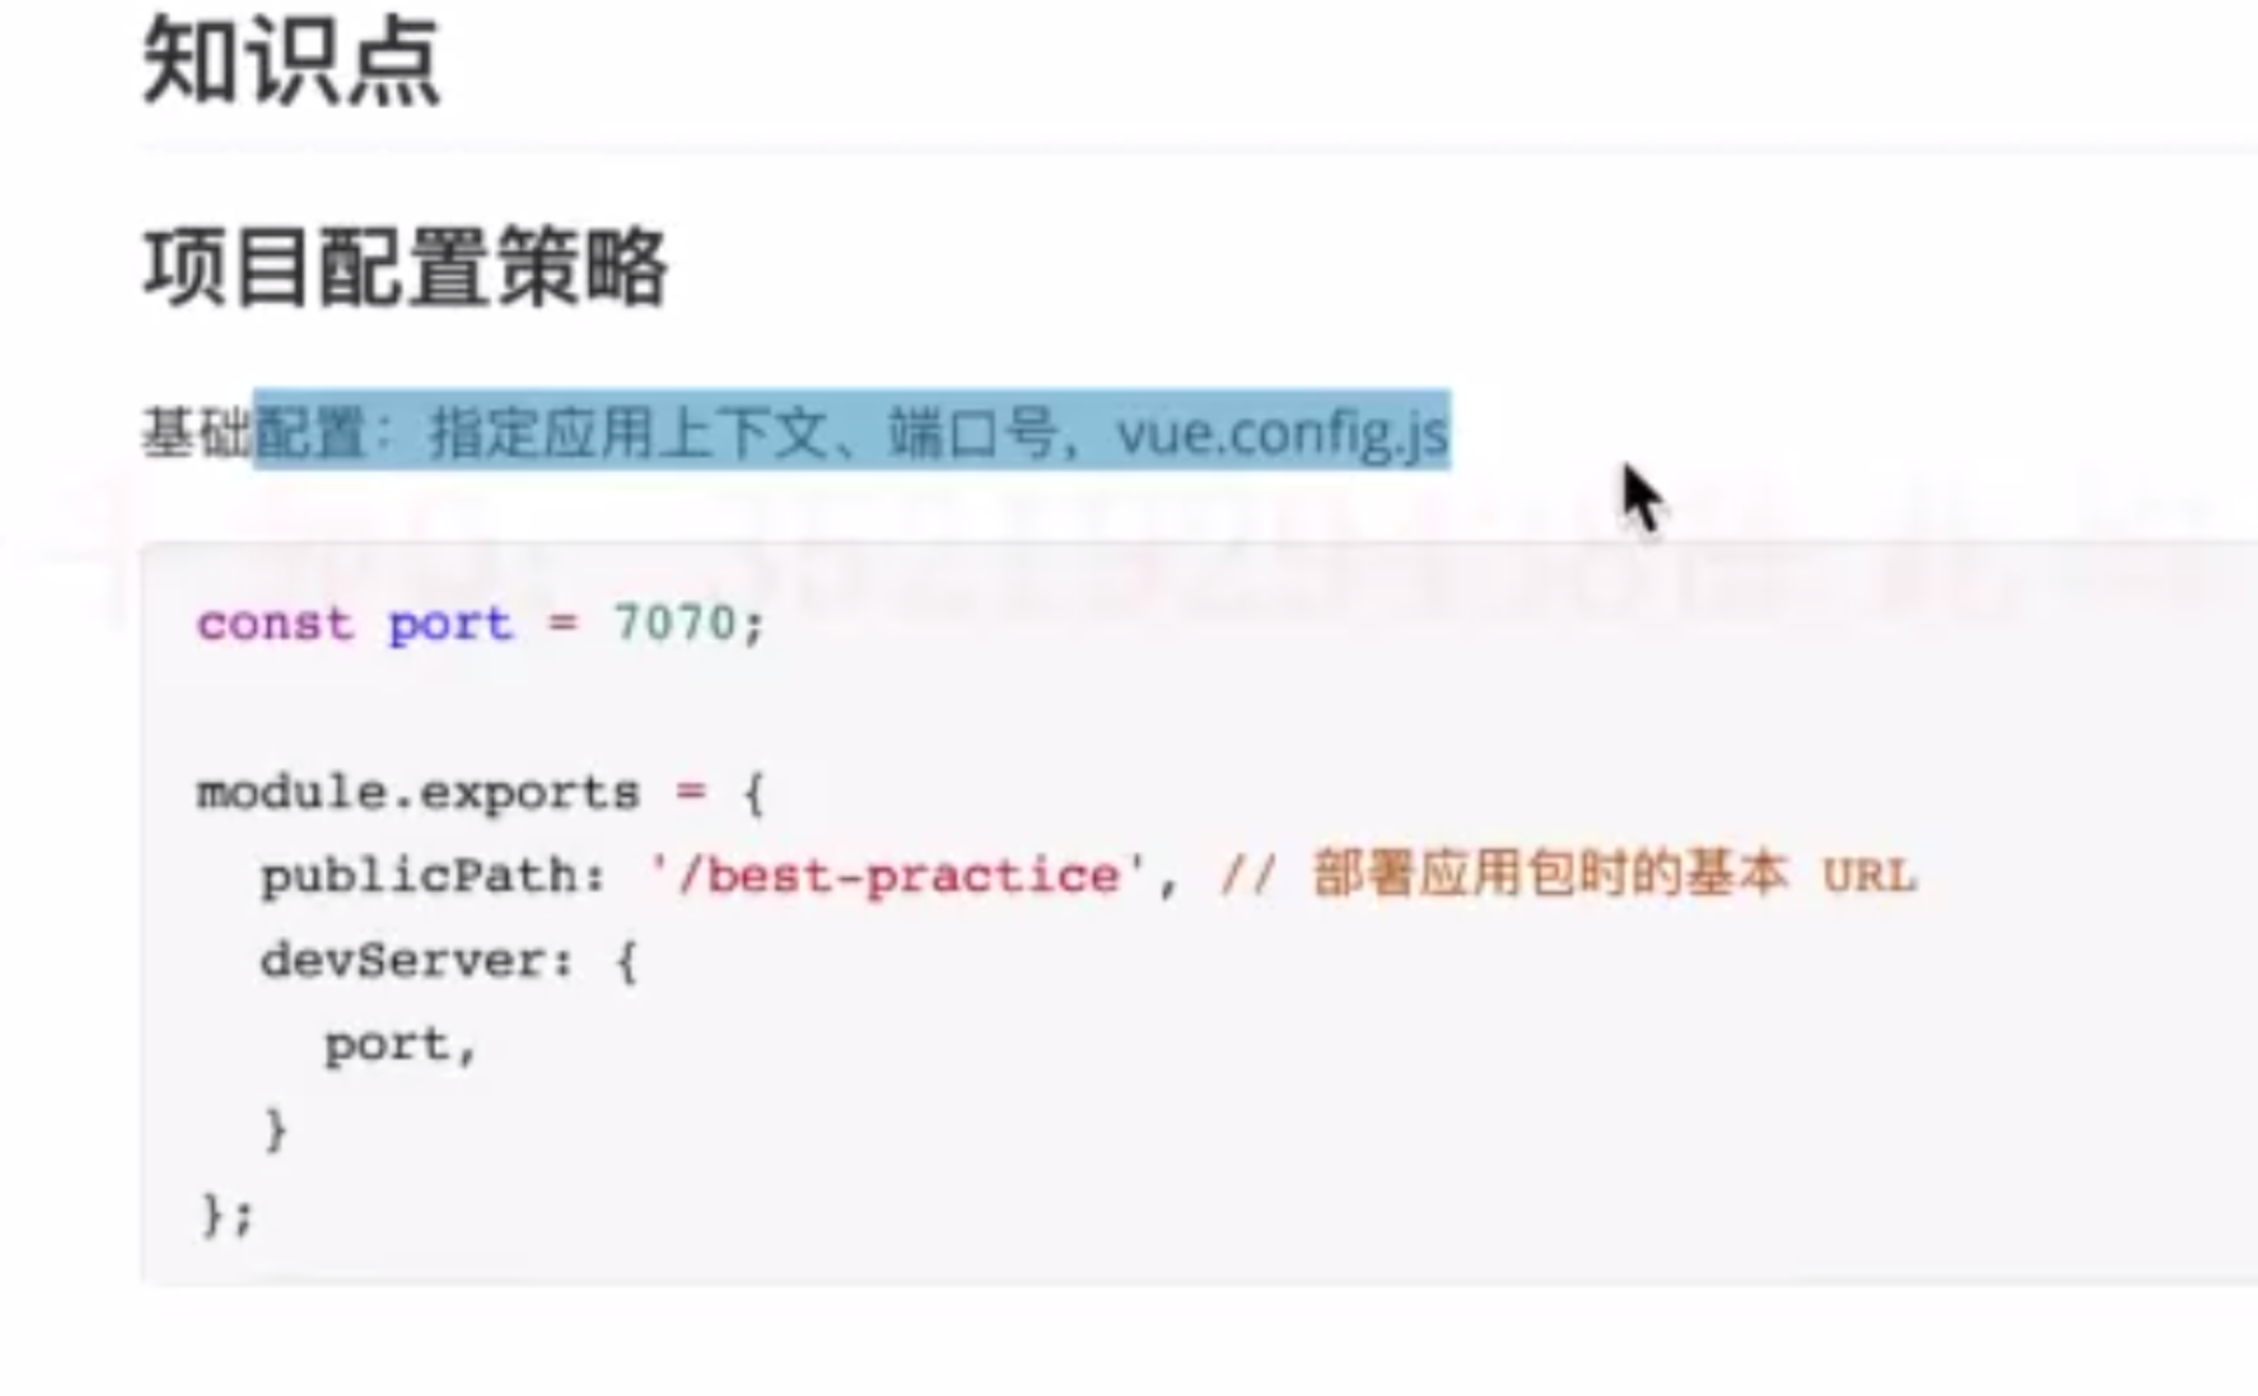 知识点
项目配置策略
基础配置：指定应用上下文、端口号，vue.config.js
const port = 7070;
module.exports = {
publicPath: '/best-practice', // 部署应用包时的基本 URL
devServer: {
port,
}
};